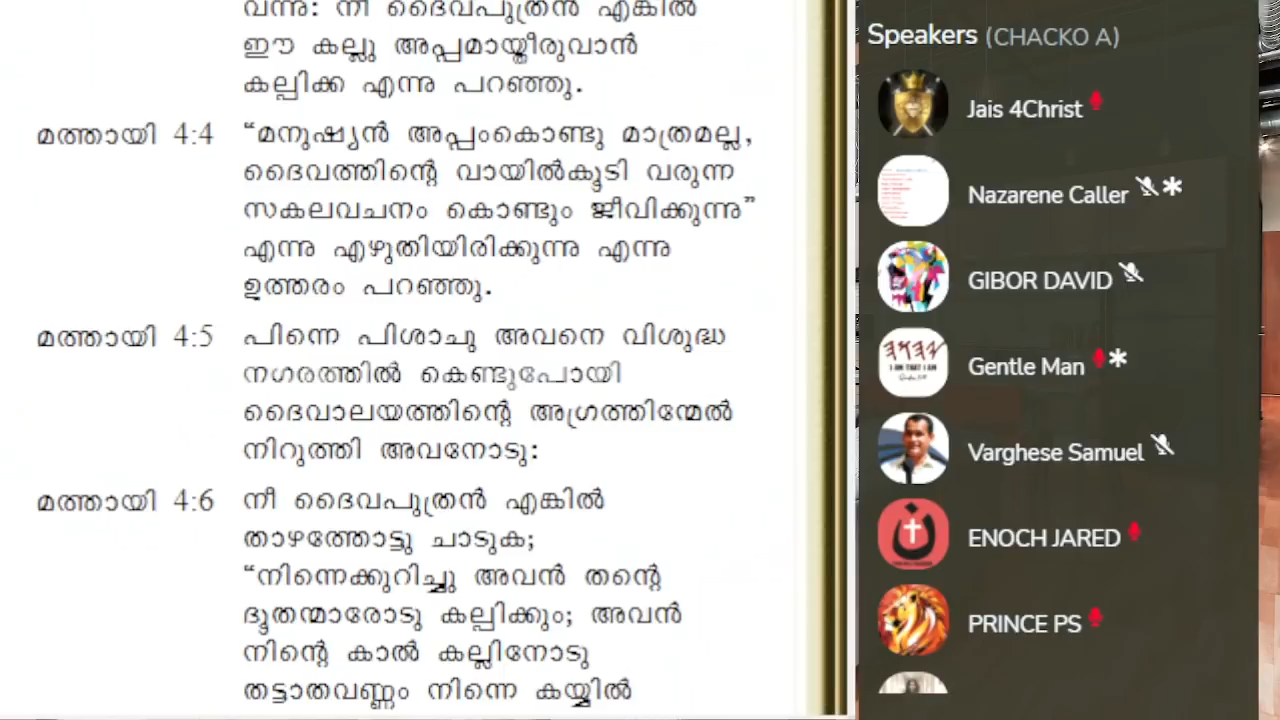 വന്നു: നീ ദൈവപുത്രൻ എങ്കിൽ
ഈ കല്ലു അപ്പമായ്തീരുവാൻ
കല്പിക്ക എന്നു പറഞ്ഞു.
മത്തായി 4:4 “മനുഷ്യൻ അപ്പംകൊണ്ടു മാത്രമല്ല,
ദൈവത്തിന്റെ വായിൽകൂടി വരുന്ന
സകലവചനം കൊണ്ടും ജീവിക്കുന്നു”
എന്നു എഴുതിയിരിക്കുന്നു എന്നു
ഉത്തരം പറഞ്ഞു.
മത്തായി 4:5 പിന്നെ പിശാചു അവനെ വിശുദ്ധ
നഗരത്തിൽ കെണ്ടുപോയി
ദൈവാലയത്തിന്റെ അഗ്രത്തിന്മേൽ
നിറുത്തി അവനോടു:
മത്തായി 4:6 നീ ദൈവപുത്രൻ എങ്കിൽ
താഴത്തോട്ടു ചാടുക;
“നിന്നെക്കുറിച്ചു അവൻ തന്റെ
ദൂതന്മാരോടു കല്പിക്കും; അവൻ
നിന്റെ കാൽ കല്ലിനോടു
തട്ടാതവണ്ണം നിന്നെ കയ്യിൽ
Speakers (CHACKO A)
Jais 4Christ
Nazarene Caller
GIBOR DAVID
Gentle Man
I AM THAT I AM
Varghese Samuel
ENOCH JARED
PRINCE PS